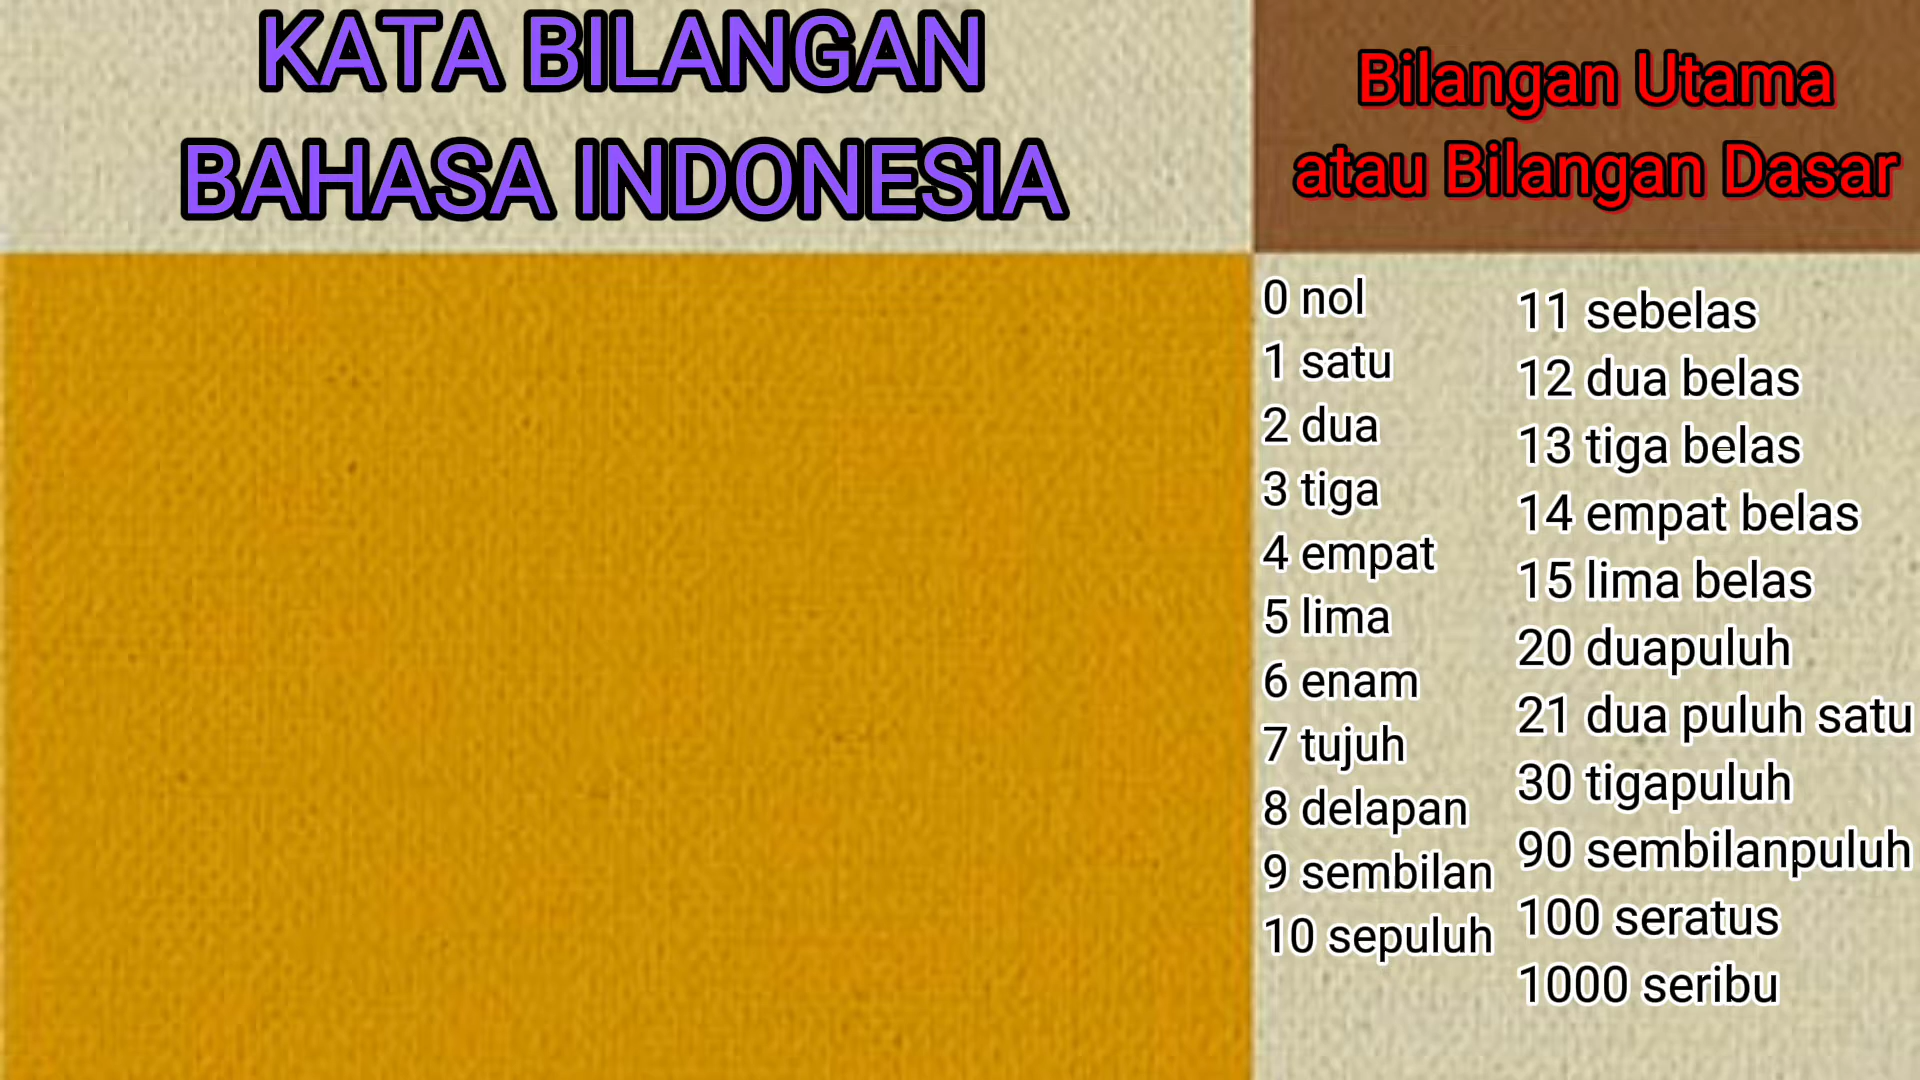 KATA BILANGAN
BAHASA INDONESIA
Bilangan Utama
atau Bilangan Dasar
0 nol
1 satu
2 dua
3 tiga
4 empat
5 lima
6 enam
7 tujuh
8 delapan
9 sembilan
10 sepuluh
11 sebelas
12 dua belas
13 tiga belas
14 empat belas
15 lima belas
20 duapuluh
21 dua puluh satu
30 tigapuluh
90 sembilanpuluh
100 seratus
1000 seribu